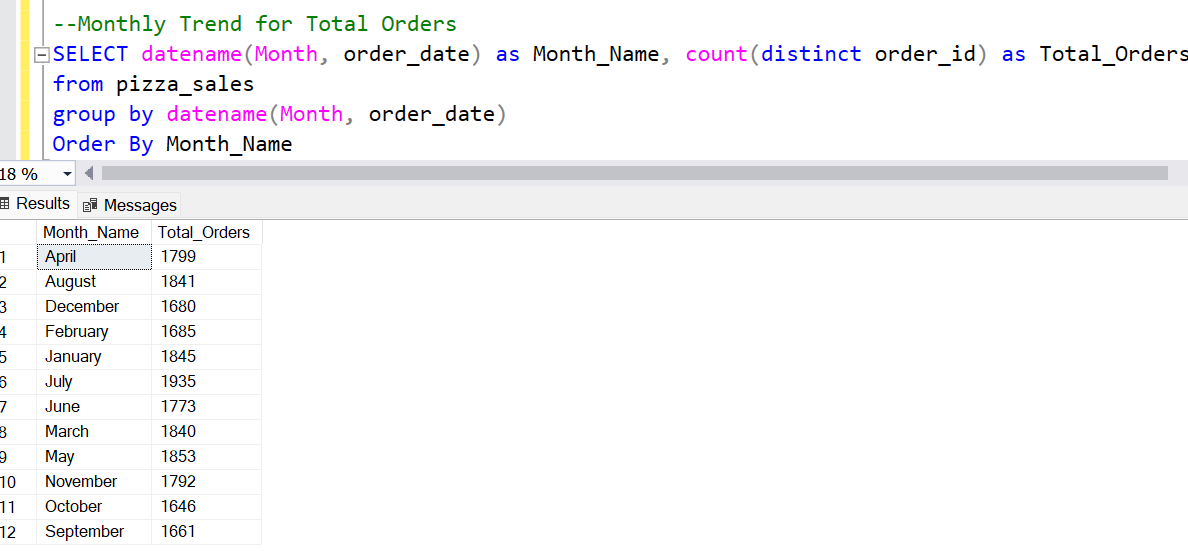 --Monthly Trend for Total Orders
SELECT datename(Month, order_date) as Month_Name, count(distinct order_id) as Total_Orders
from pizza_sales
group by datename(Month, order_date)
Order By Month_Name
18 %
Results Messages
Month_Name Total_Orders
1 April 1799
2 August 1841
3 December 1680
4 February 1685
5 January 1845
6 July 1935
7 June 1773
8 March 1840
9 May 1853
10 November 1792
11 October 1646
12 September 1661